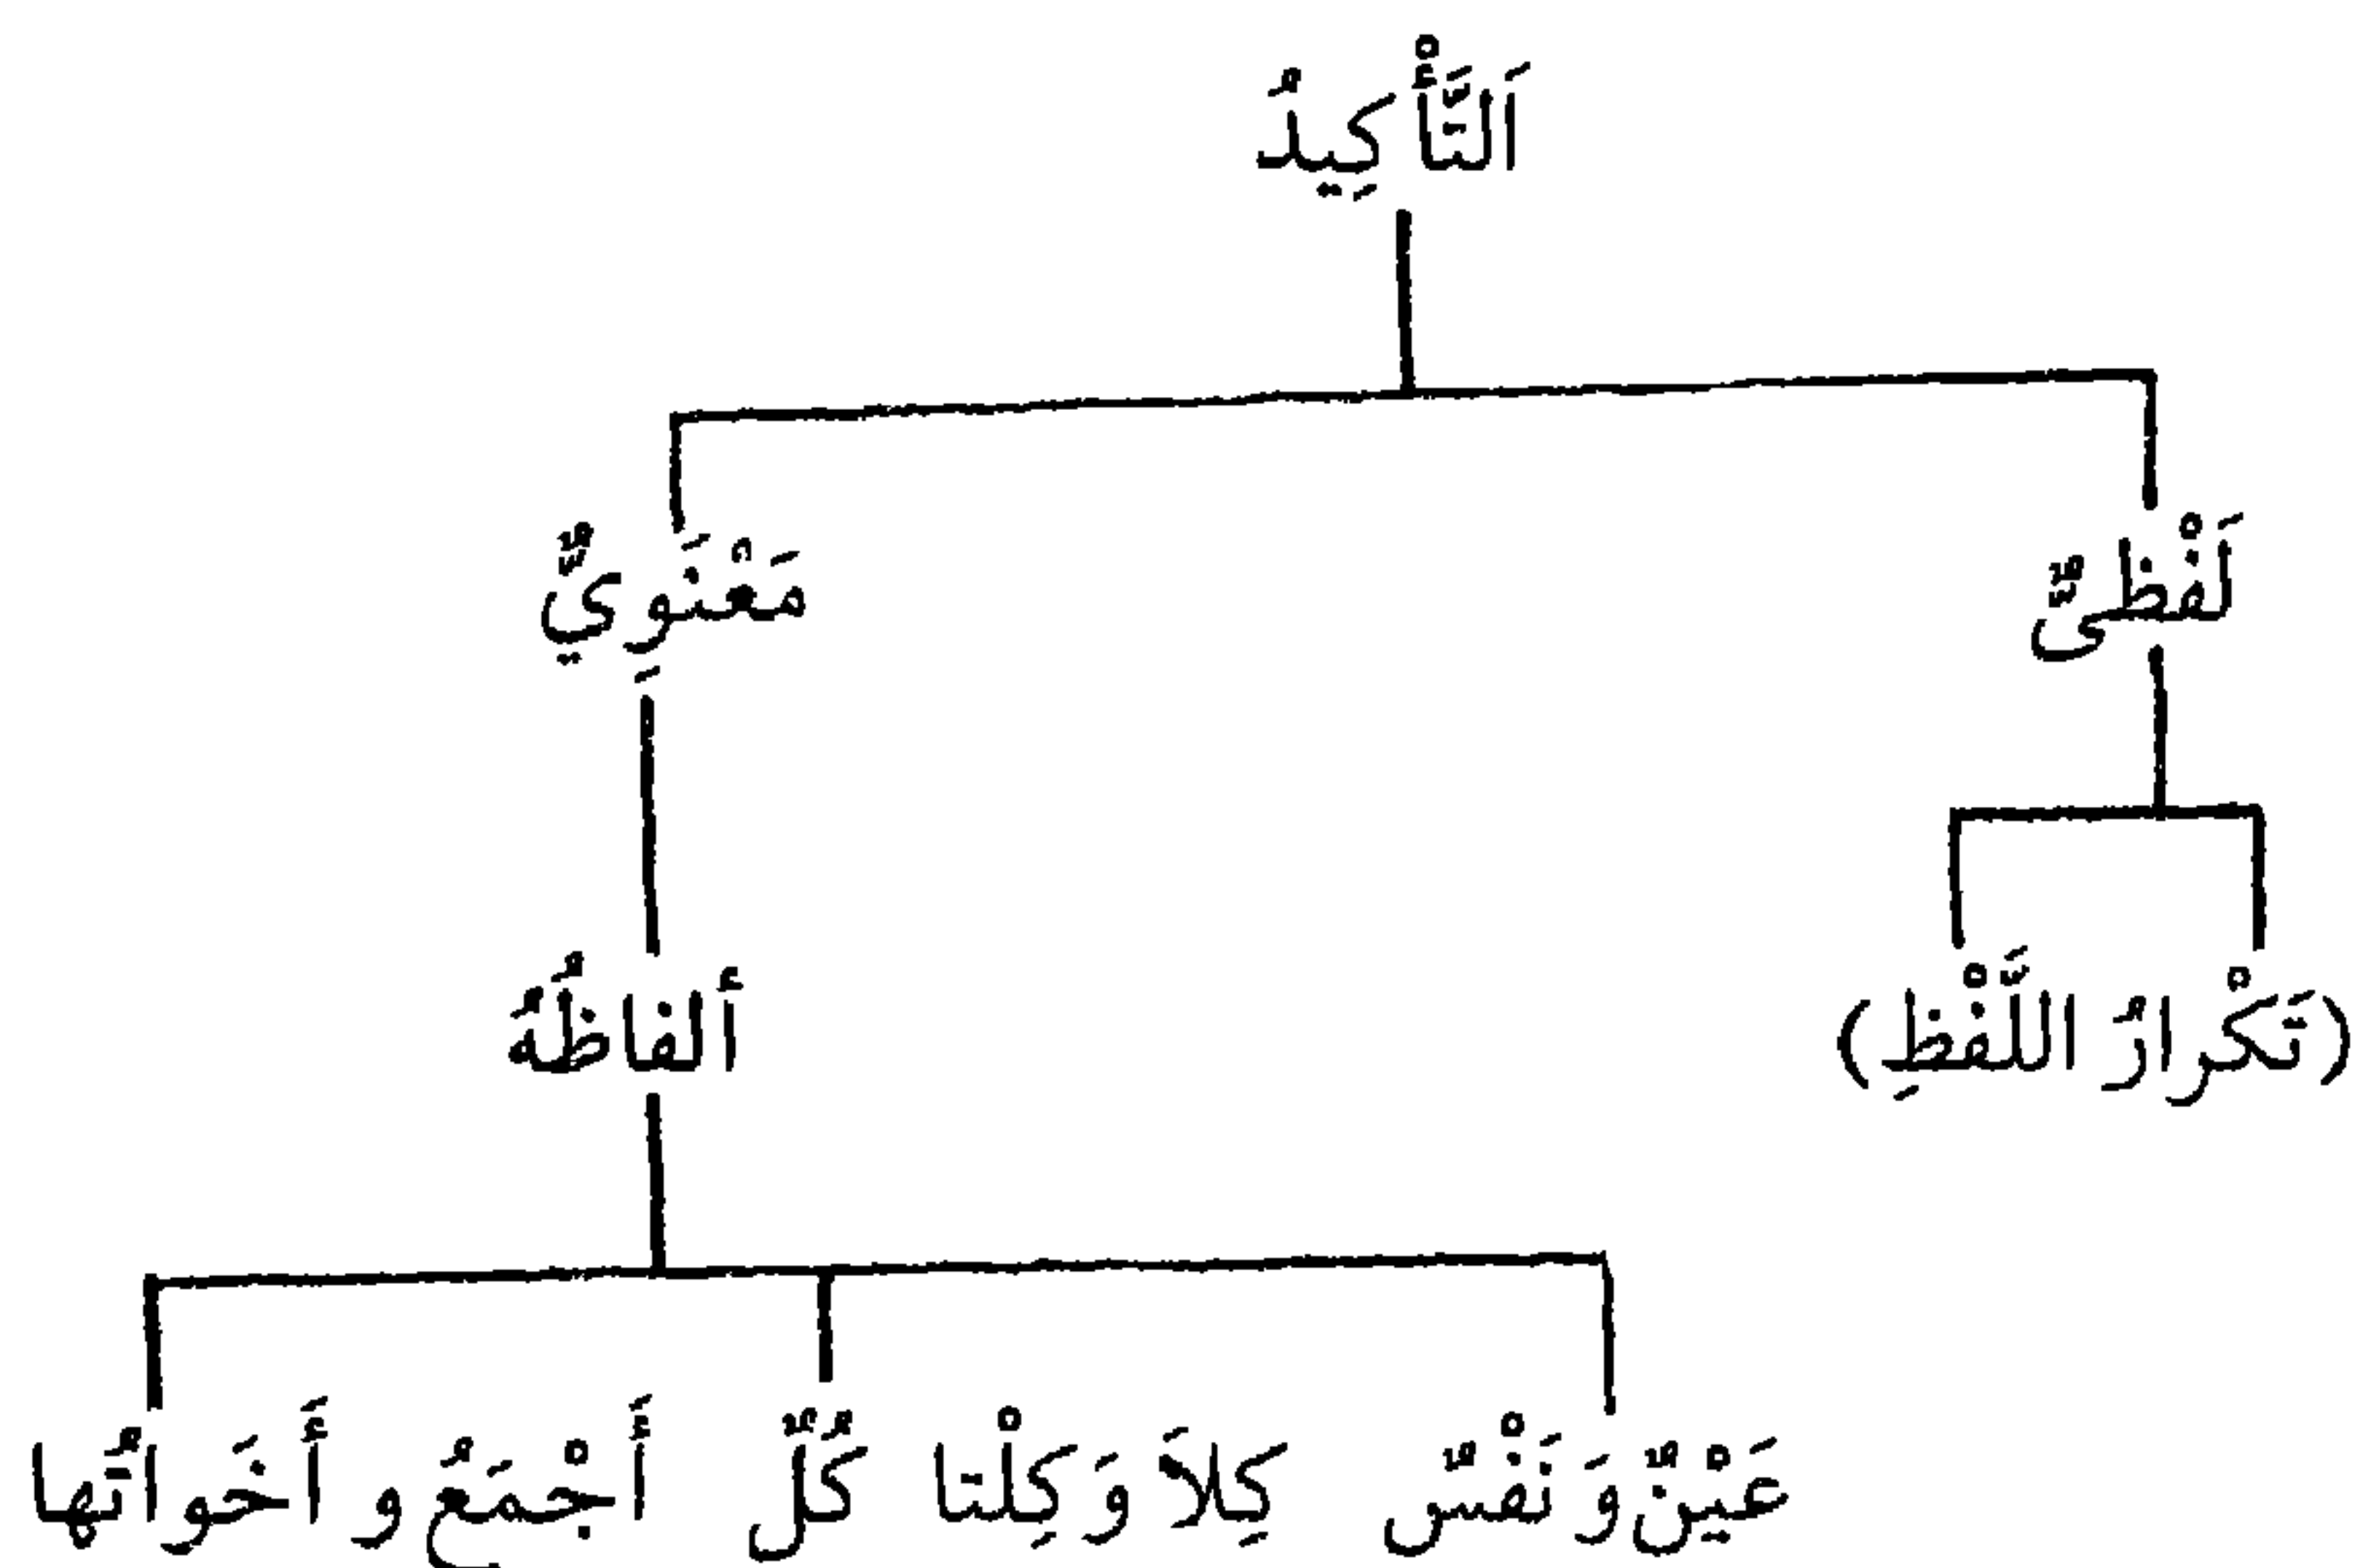 اَلتَّأْكِيدُ
لَفْظِىٌّ مَعْنَوِيٌّ
(تَكْرارُ اللَّفْظِ) أَلفاظُهُ
عَيْنٌ وَ نَفْسٌ كِلاَ وَ كِلْتا كُلٌّ أَجْمَعُ و أَخَواتُها